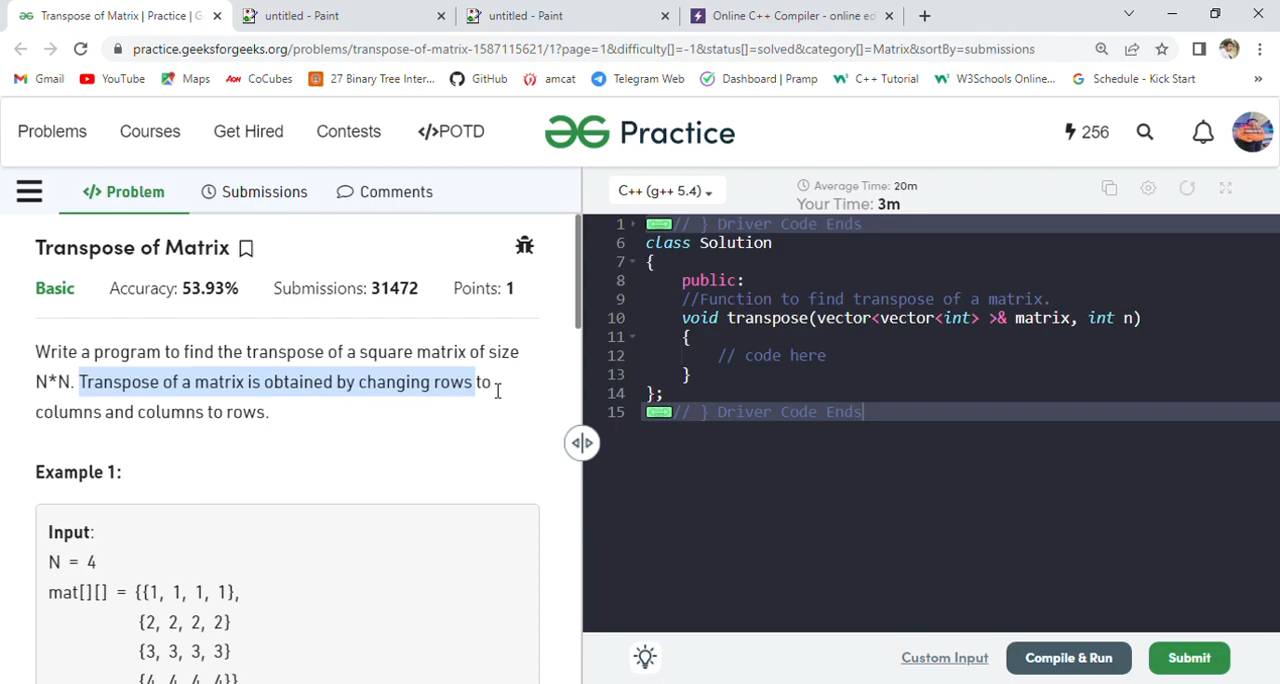 Transpose of Matrix | Practice | G
untitled - Paint
untitled - Paint
Online C++ Compiler - online ed
practice.geeksforgeeks.org/problems/transpose-of-matrix-1587115621/1?page=1&difficulty[]=-1&status[]=solved&category[]=Matrix&sortBy=submissions
Gmail YouTube Maps CoCubes 27 Binary Tree Inter... GitHub amcat Telegram Web Dashboard | Pramp C++ Tutorial W3Schools Online... Schedule - Kick Start »
Problems Courses Get Hired Contests </>POTD Practice 256
</> Problem Submissions Comments
C++ (g++ 5.4)
Average Time: 20m
Your Time: 3m
Transpose of Matrix
Basic Accuracy: 53.93% Submissions: 31472 Points: 1
Write a program to find the transpose of a square matrix of size
N*N. Transpose of a matrix is obtained by changing rows to
columns and columns to rows.
Example 1:
Input:
N = 4
mat[][] = {{1, 1, 1, 1},
{2, 2, 2, 2}
{3, 3, 3, 3}
{4, 4, 4, 4}}
1 // } Driver Code Ends
6 class Solution
7 {
8 public:
9 //Function to find transpose of a matrix.
10 void transpose(vector<vector<int> >& matrix, int n)
11 {
12 // code here
13 }
14 };
15 // } Driver Code Ends
Custom Input Compile & Run Submit